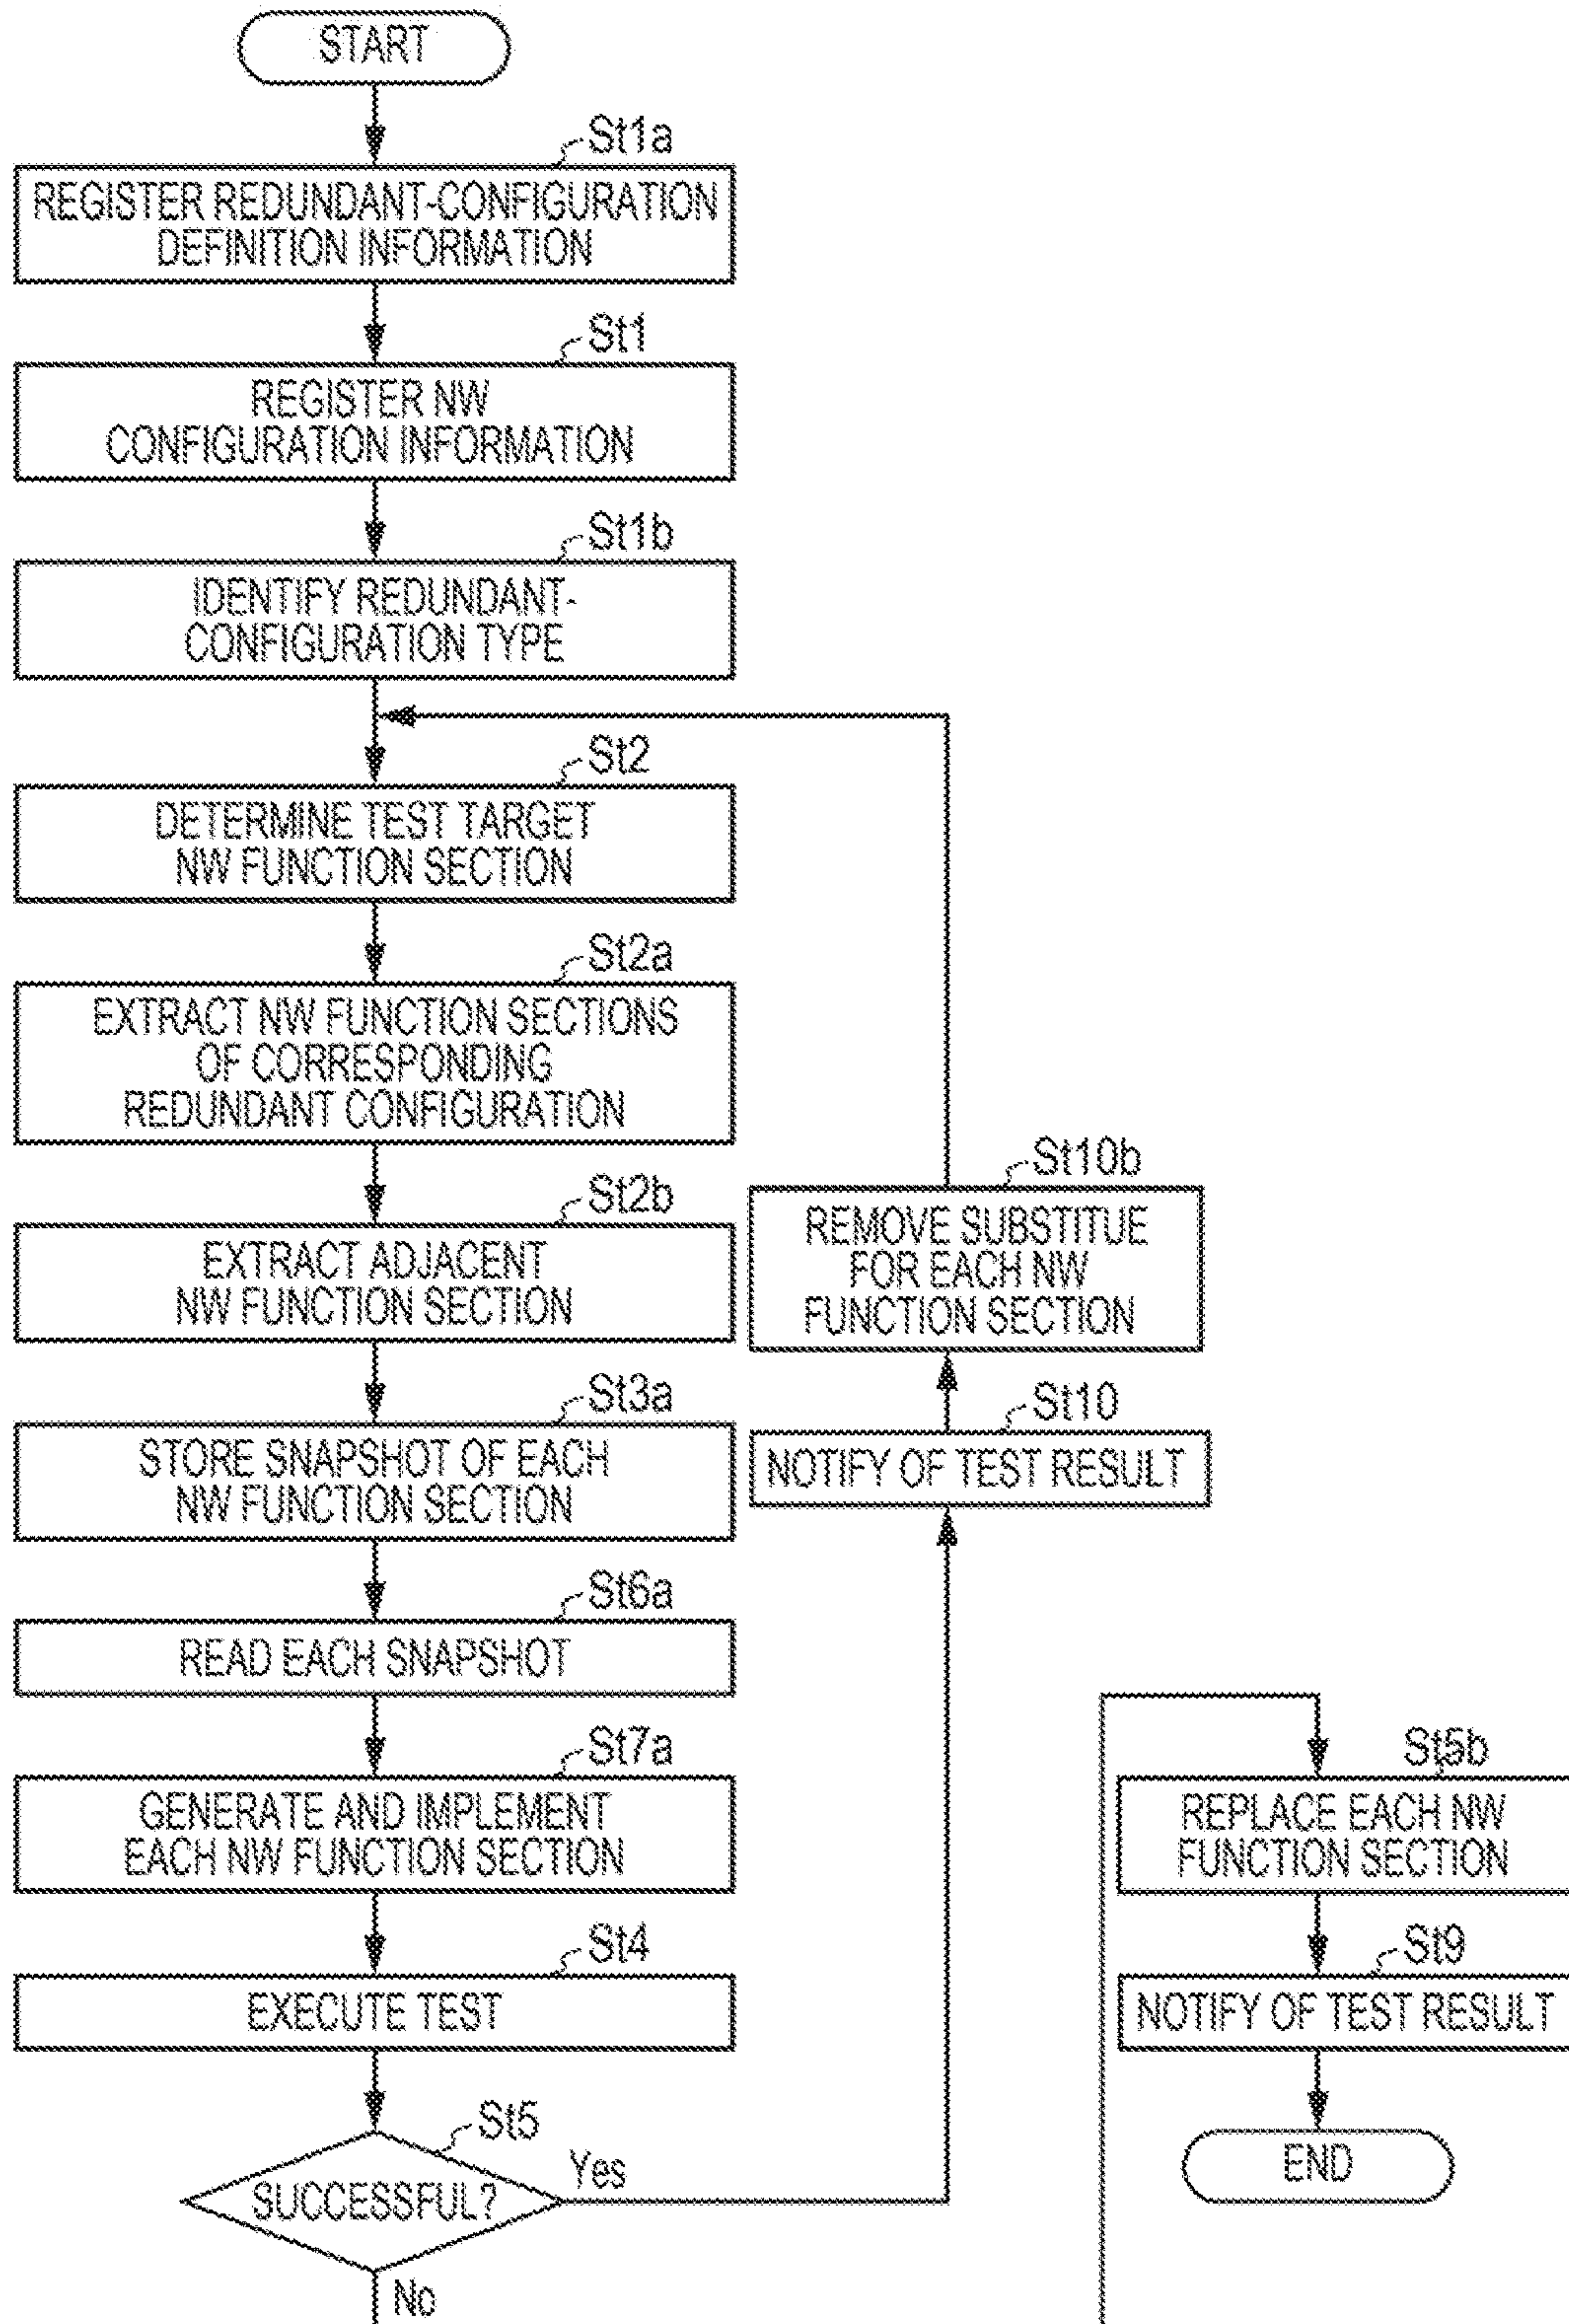 START
St1a
REGISTER REDUNDANT-CONFIGURATION
DEFINITION INFORMATION
St1
REGISTER NW
CONFIGURATION INFORMATION
St1b
IDENTIFY REDUNDANT-
CONFIGURATION TYPE
St2
DETERMINE TEST TARGET
NW FUNCTION SECTION
St2a
EXTRACT NW FUNCTION SECTIONS
OF CORRESPONDING
REDUNDANT CONFIGURATION
St2b
EXTRACT ADJACENT
NW FUNCTION SECTION
St3a
STORE SNAPSHOT OF EACH
NW FUNCTION SECTION
St6a
READ EACH SNAPSHOT
St7a
GENERATE AND IMPLEMENT
EACH NW FUNCTION SECTION
St4
EXECUTE TEST
St5
SUCCESSFUL?
Yes
No
St10b
REMOVE SUBSTITUE
FOR EACH NW
FUNCTION SECTION
St10
NOTIFY OF TEST RESULT
St5b
REPLACE EACH NW
FUNCTION SECTION
St9
NOTIFY OF TEST RESULT
END